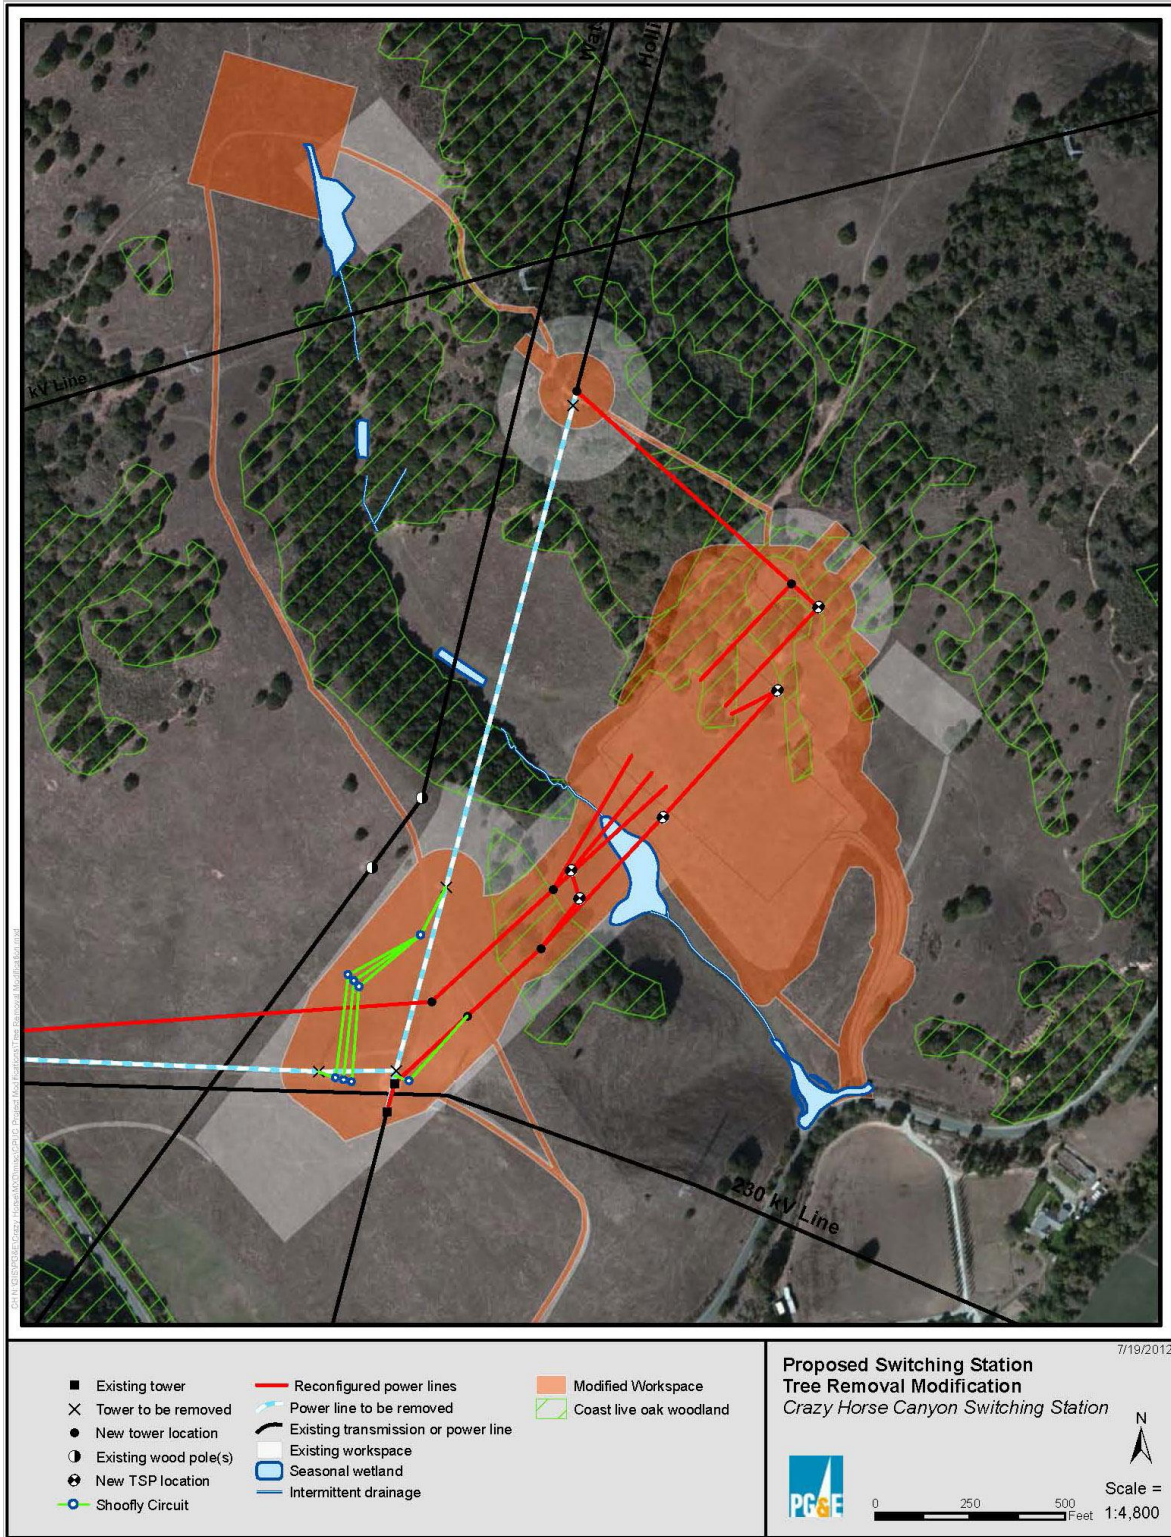 Wat
Holli
kV Line
230 kV Line
7/19/2012
Existing tower
Tower to be removed
New tower location
Existing wood pole(s)
New TSP location
Shoofly Circuit
Reconfigured power lines
Power line to be removed
Existing transmission or power line
Existing workspace
Seasonal wetland
Intermittent drainage
Modified Workspace
Coast live oak woodland
Proposed Switching Station
Tree Removal Modification
Crazy Horse Canyon Switching Station
N
PG&E
0 250 500
Feet
Scale =
1:4,800